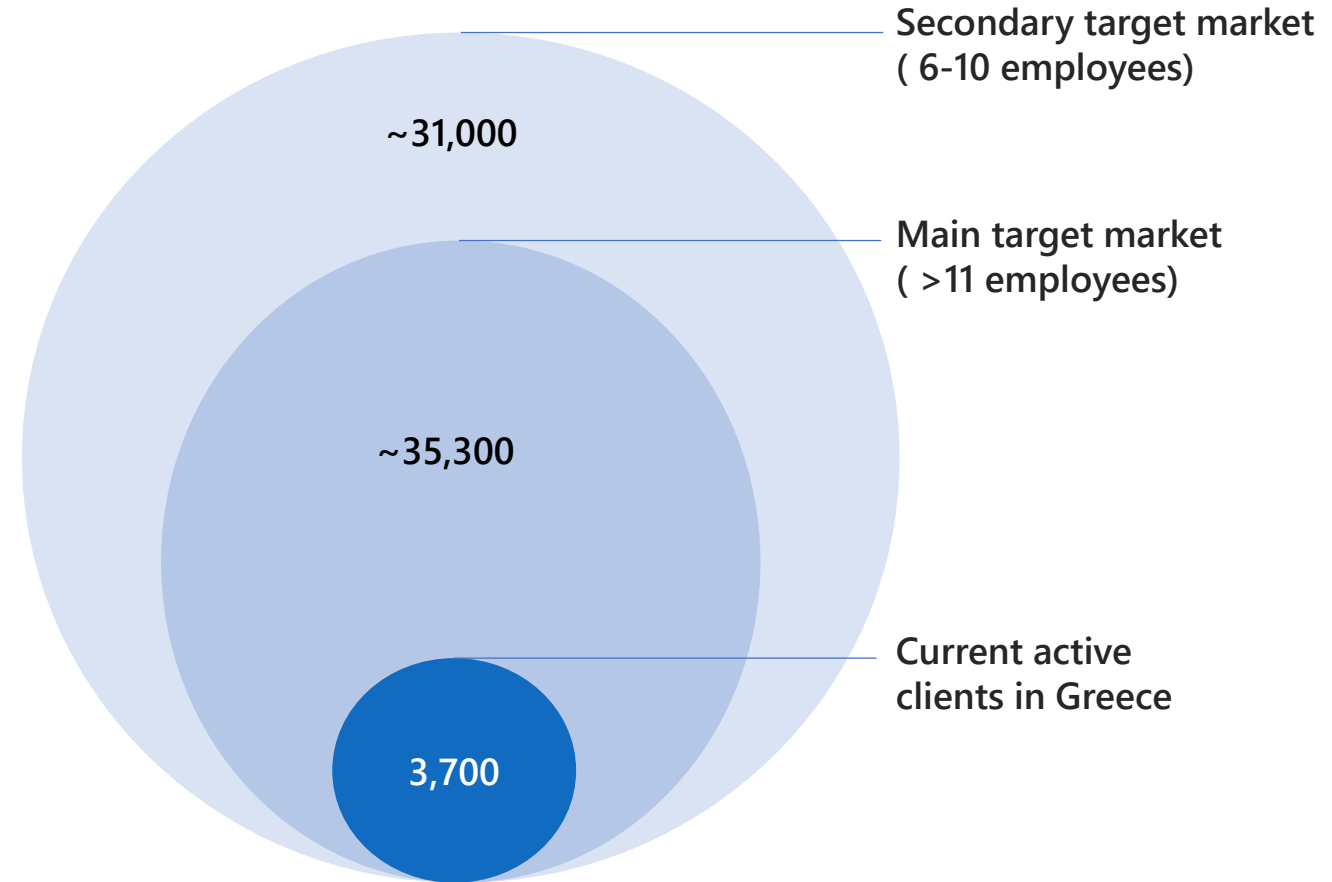 Secondary target market
( 6-10 employees)
~31,000
Main target market
( >11 employees)
~35,300
Current active
clients in Greece
3,700